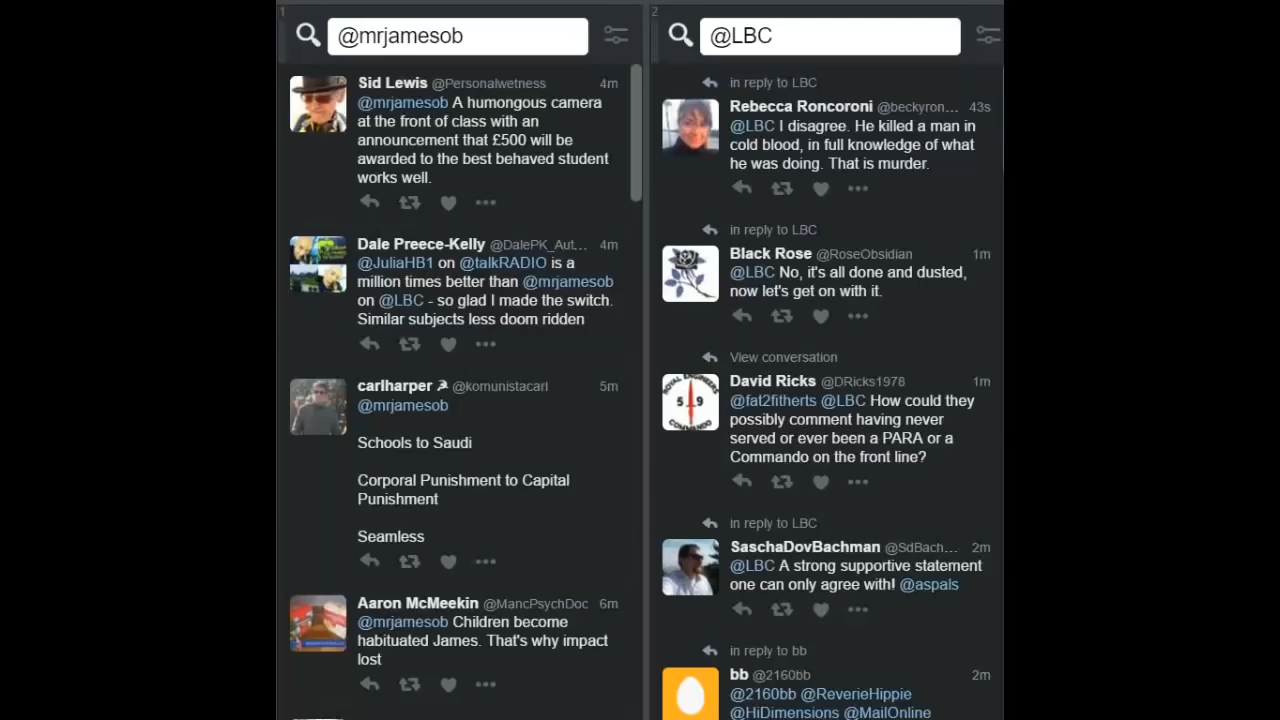 1
@mrjamesob
Sid Lewis @Personalwetness 4m
@mrjamesob A humongous camera
at the front of class with an
announcement that £500 will be
awarded to the best behaved student
works well.
Dale Preece-Kelly @DalePK_Aut... 4m
@JuliaHB1 on @talkRADIO is a
million times better than @mrjamesob
on @LBC - so glad I made the switch.
Similar subjects less doom ridden
carlharper ☭ @komunistacarl 5m
@mrjamesob
Schools to Saudi
Corporal Punishment to Capital
Punishment
Seamless
Aaron McMeekin @MancPsychDoc 6m
@mrjamesob Children become
habituated James. That's why impact
lost
2
@LBC
in reply to LBC
Rebecca Roncoroni @beckyron... 43s
@LBC I disagree. He killed a man in
cold blood, in full knowledge of what
he was doing. That is murder.
in reply to LBC
Black Rose @RoseObsidian 1m
@LBC No, it's all done and dusted,
now let's get on with it.
View conversation
David Ricks @DRicks1978 1m
ROYAL ENGINEERS
5 9
COMMANDO
@fat2fitherts @LBC How could they
possibly comment having never
served or ever been a PARA or a
Commando on the front line?
in reply to LBC
SaschaDovBachman @SdBach... 2m
@LBC A strong supportive statement
one can only agree with! @aspals
in reply to bb
bb @2160bb 2m
@2160bb @ReverieHippie
@HiDimensions @MailOnline